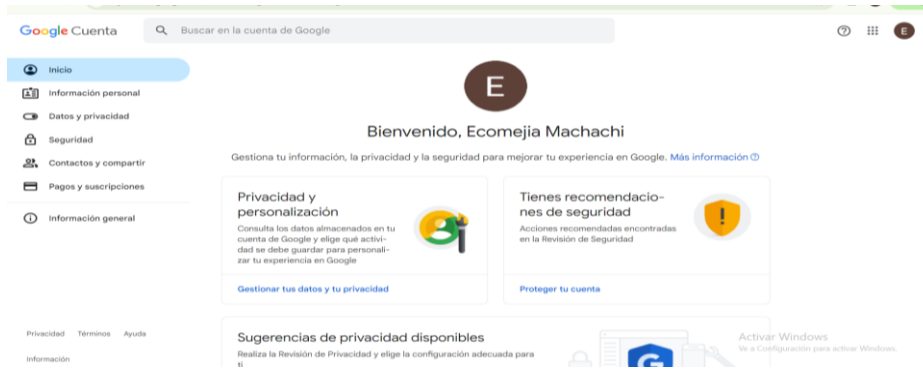 Google Cuenta
Buscar en la cuenta de Google
E
Inicio
Información personal
Datos y privacidad
Seguridad
Contactos y compartir
Pagos y suscripciones
Información general
Privacidad Términos Ayuda
Información
E
Bienvenido, Ecomejia Machachi
Gestiona tu información, la privacidad y la seguridad para mejorar tu experiencia en Google. Más información
Privacidad y
personalización
Consulta los datos almacenados en tu
cuenta de Google y elige qué activi-
dad se debe guardar para personali-
zar tu experiencia en Google
Gestionar tus datos y tu privacidad
Tienes recomendacio-
nes de seguridad
Acciones recomendadas encontradas
en la Revisión de Seguridad
Proteger tu cuenta
Sugerencias de privacidad disponibles
Realiza la Revisión de Privacidad y elige la configuración adecuada para
ti
G
Activar Windows
Ve a Configuración para activar Windows.